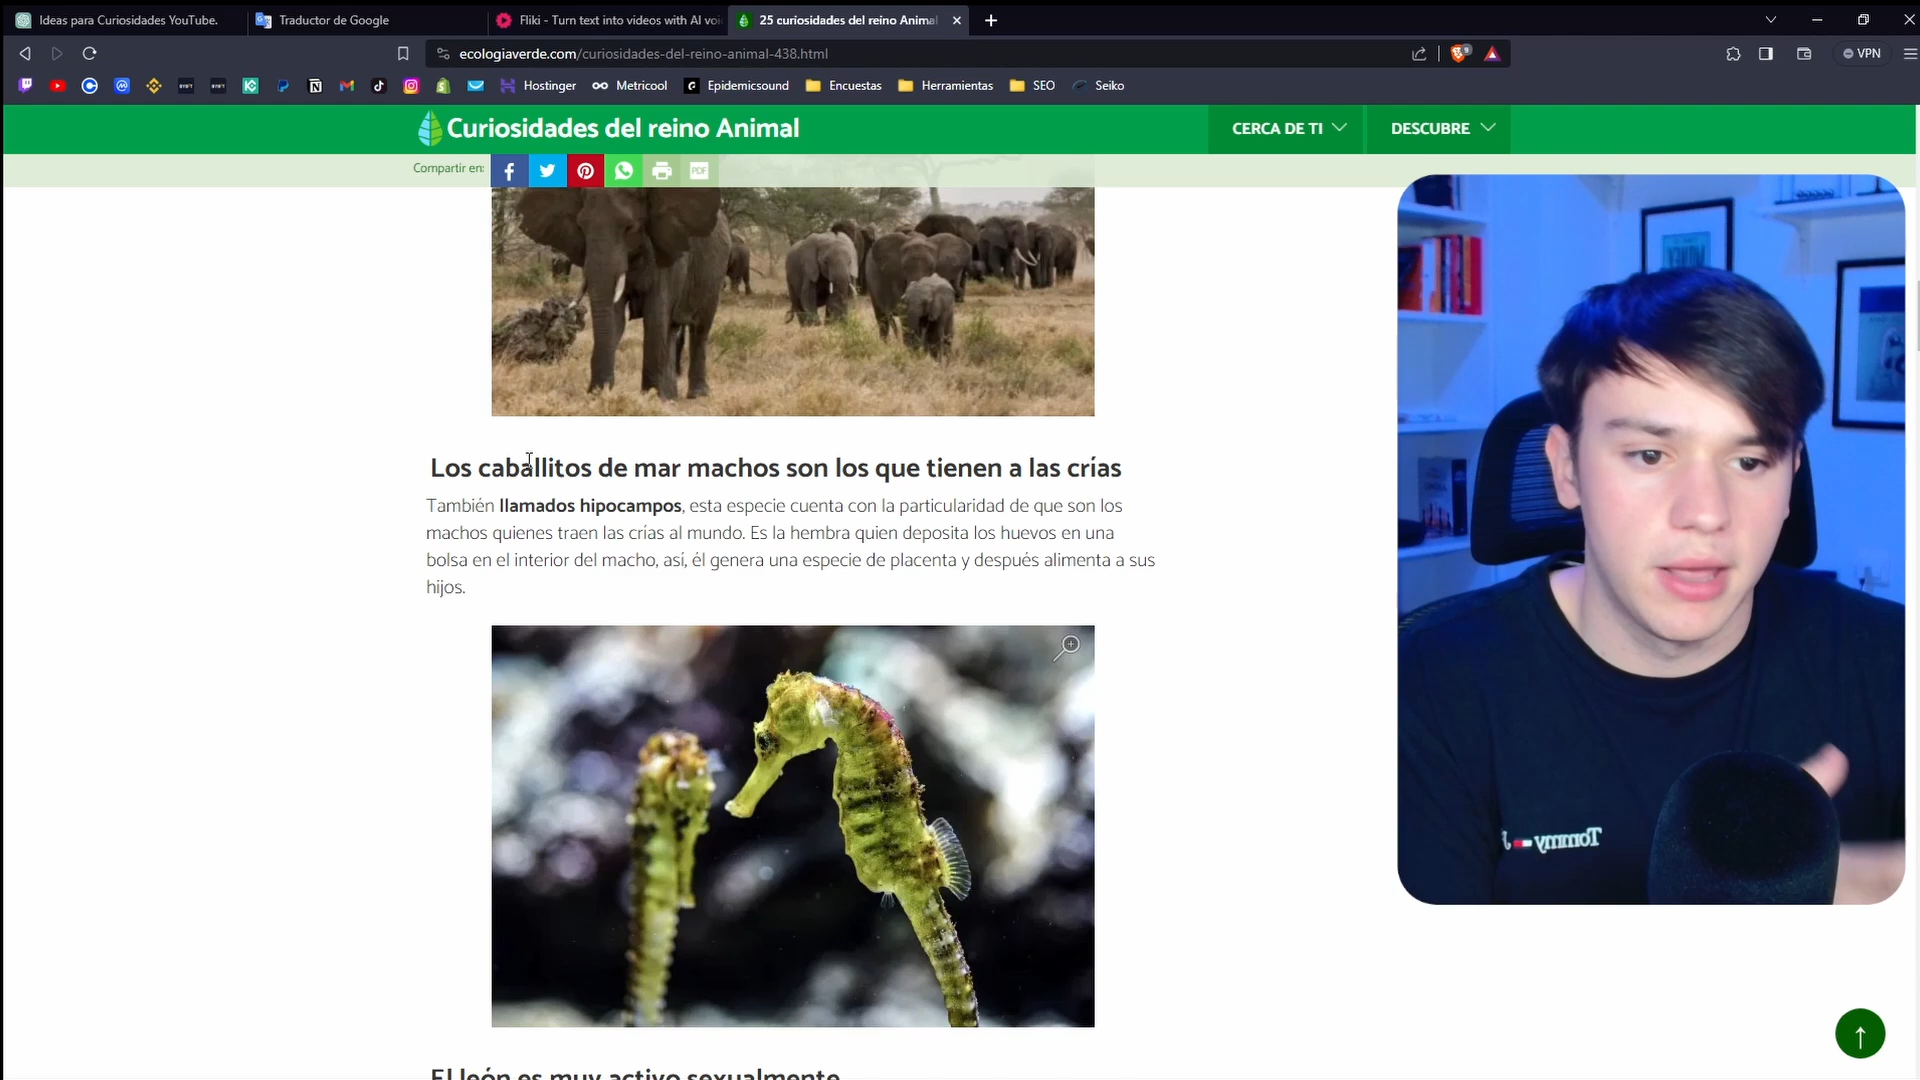 Ideas para Curiosidades YouTube.
Traductor de Google
Fliki - Turn text into videos with AI voi
25 curiosidades del reino Animal
ecologiaverde.com/curiosidades-del-reino-animal-438.html
VPN
Hostinger
Metricool
Epidemicsound
Encuestas
Herramientas
SEO
Seiko
Curiosidades del reino Animal
CERCA DE TI
DESCUBRE
Compartir en:
PDF
Los caballitos de mar machos son los que tienen a las crías
También llamados hipocampos, esta especie cuenta con la particularidad de que son los
machos quienes traen las crías al mundo. Es la hembra quien deposita los huevos en una
bolsa en el interior del macho, así, él genera una especie de placenta y después alimenta a sus
hijos.
Tommy
El león es muy activo sexualmente